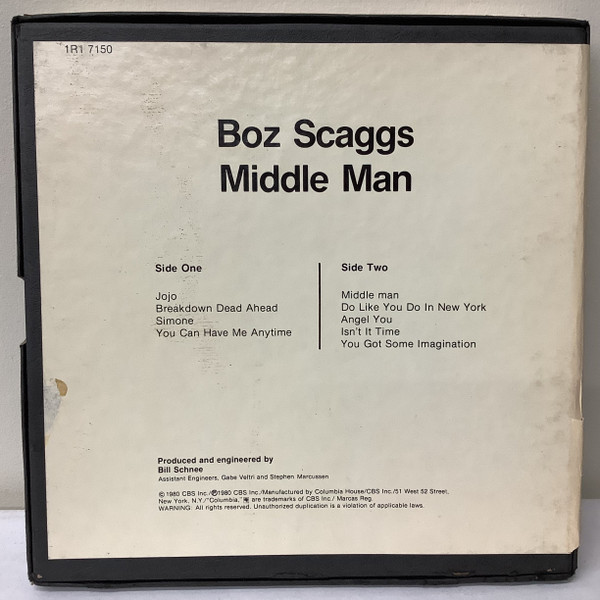 1R1 7150
Boz Scaggs
Middle Man
Side One
Jojo
Breakdown Dead Ahead
Simone
You Can Have Me Anytime
Side Two
Middle man
Do Like You Do In New York
Angel You
Isn't It Time
You Got Some Imagination
Produced and engineered by
Bill Schnee
Assistant Engineers, Gabe Veltri and Stephen Marcussen
© 1980 CBS Inc./℗1980 CBS Inc./Manufactured by Columbia House/CBS Inc./51 West 52 Street,
New York, N.Y./"Columbia," are trademarks of CBS Inc./ Marcas Reg.
WARNING: All rights reserved. Unauthorized duplication is a violation of applicable laws.